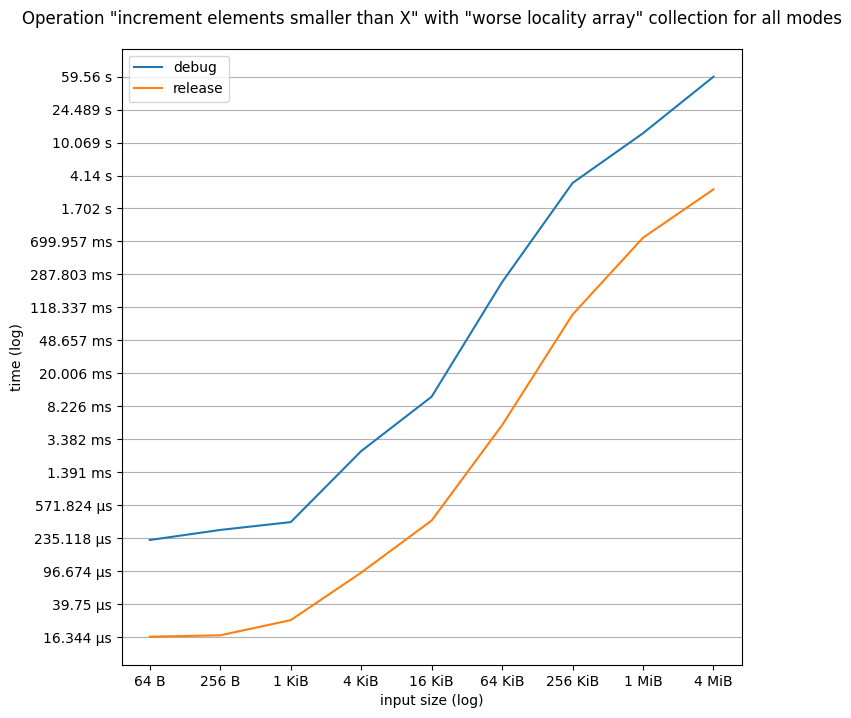 Operation "increment elements smaller than X" with "worse locality array" collection for all modes
debug
release
59.56 s
24.489 s
10.069 s
4.14 s
1.702 s
699.957 ms
287.803 ms
118.337 ms
48.657 ms
20.006 ms
8.226 ms
3.382 ms
1.391 ms
571.824 µs
235.118 µs
96.674 µs
39.75 µs
16.344 µs
time (log)
64 B
256 B
1 KiB
4 KiB
16 KiB
64 KiB
256 KiB
1 MiB
4 MiB
input size (log)